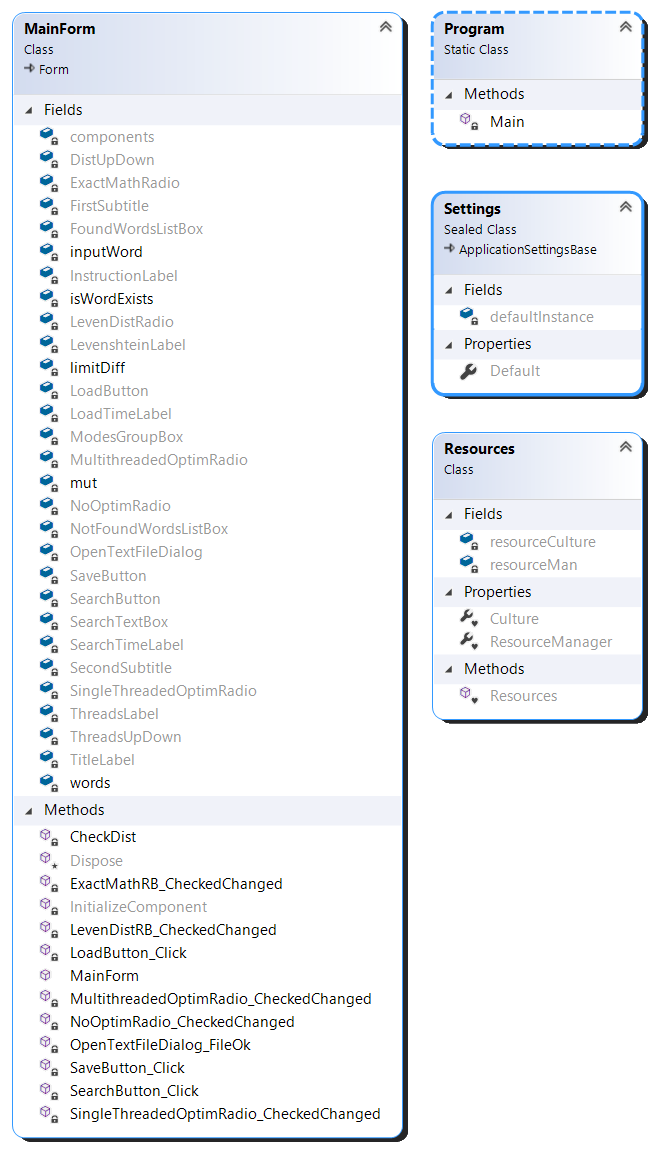 MainForm
Class
Form
Fields
components
DistUpDown
ExactMathRadio
FirstSubtitle
FoundWordsListBox
inputWord
InstructionLabel
isWordExists
LevenDistRadio
LevenshteinLabel
limitDiff
LoadButton
LoadTimeLabel
ModesGroupBox
MultithreadedOptimRadio
mut
NoOptimRadio
NotFoundWordsListBox
OpenTextFileDialog
SaveButton
SearchButton
SearchTextBox
SearchTimeLabel
SecondSubtitle
SingleThreadedOptimRadio
ThreadsLabel
ThreadsUpDown
TitleLabel
words
Methods
CheckDist
Dispose
ExactMathRB_CheckedChanged
InitializeComponent
LevenDistRB_CheckedChanged
LoadButton_Click
MainForm
MultithreadedOptimRadio_CheckedChanged
NoOptimRadio_CheckedChanged
OpenTextFileDialog_FileOk
SaveButton_Click
SearchButton_Click
SingleThreadedOptimRadio_CheckedChanged
Program
Static Class
Methods
Main
Settings
Sealed Class
ApplicationSettingsBase
Fields
defaultInstance
Properties
Default
Resources
Class
Fields
resourceCulture
resourceMan
Properties
Culture
ResourceManager
Methods
Resources